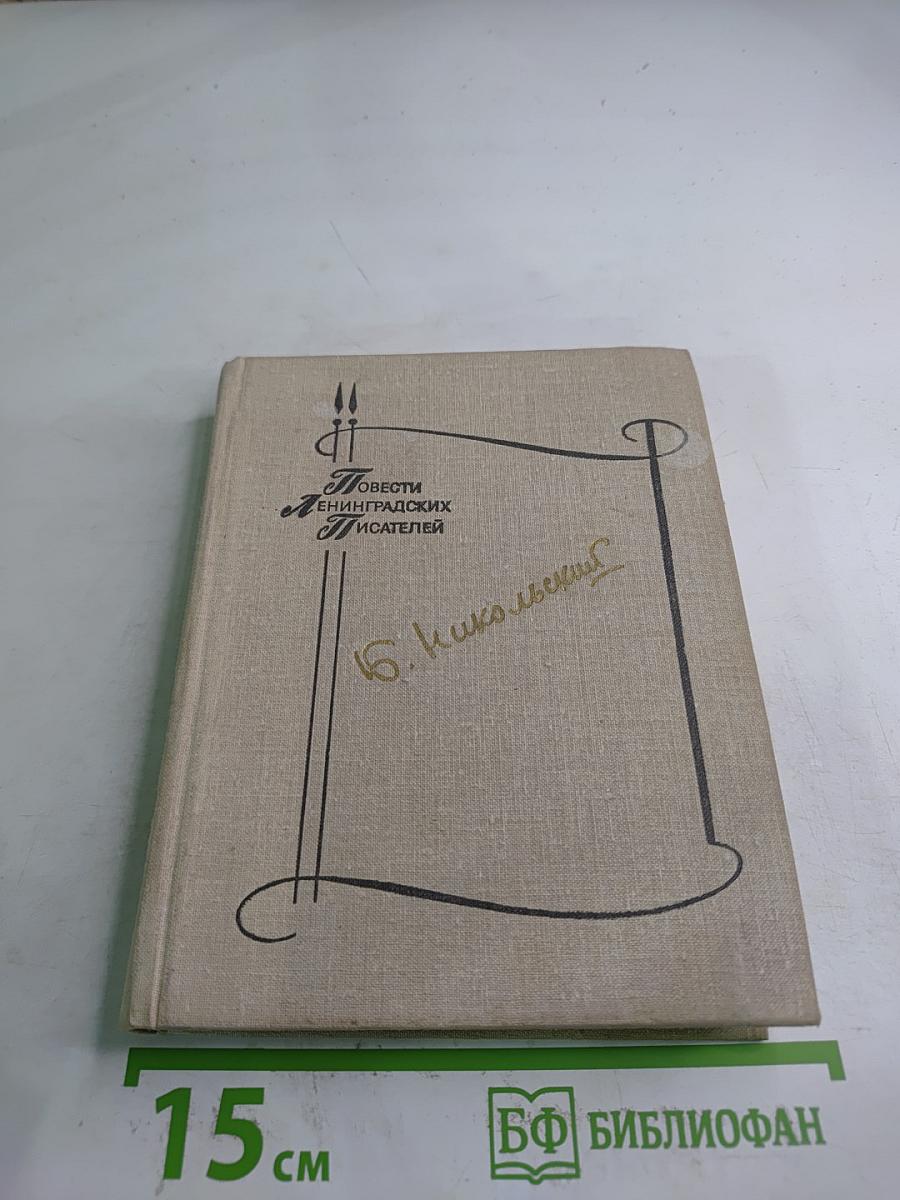 Повести
Ленинградских
Писателей
Б. Никольский
15 см
БФ БИБЛИОФАН